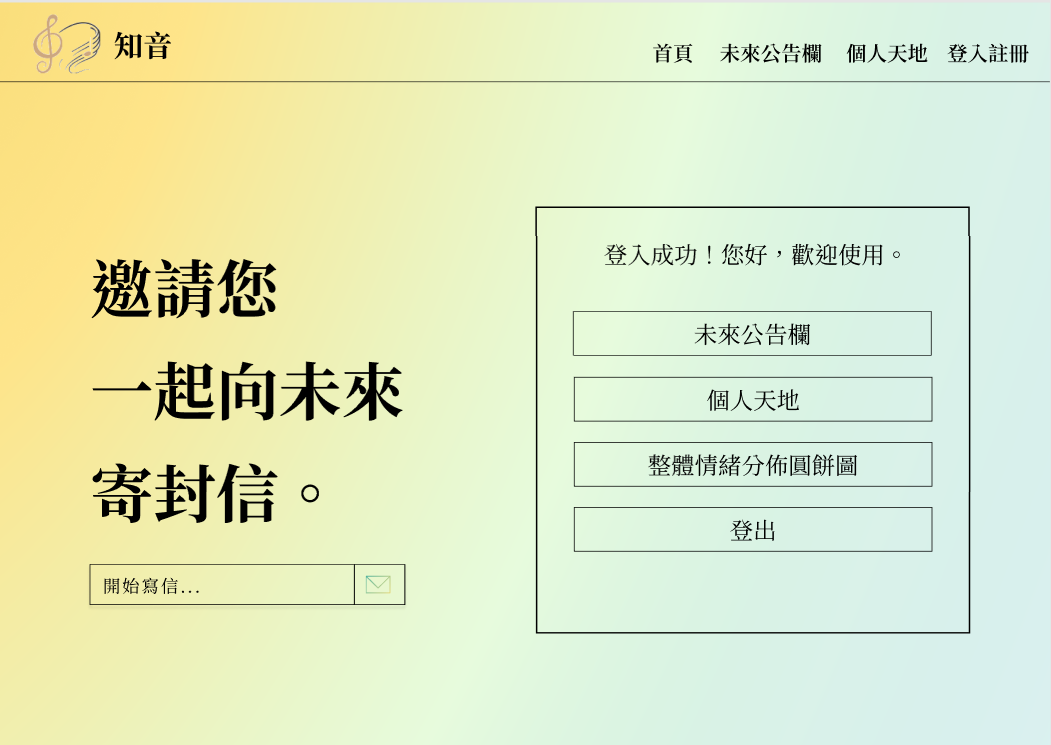 知音
首頁 未來公告欄 個人天地 登入註冊
邀請您
一起向未來
寄封信。
開始寫信...
登入成功！您好，歡迎使用。
未來公告欄
個人天地
整體情緒分佈圓餅圖
登出